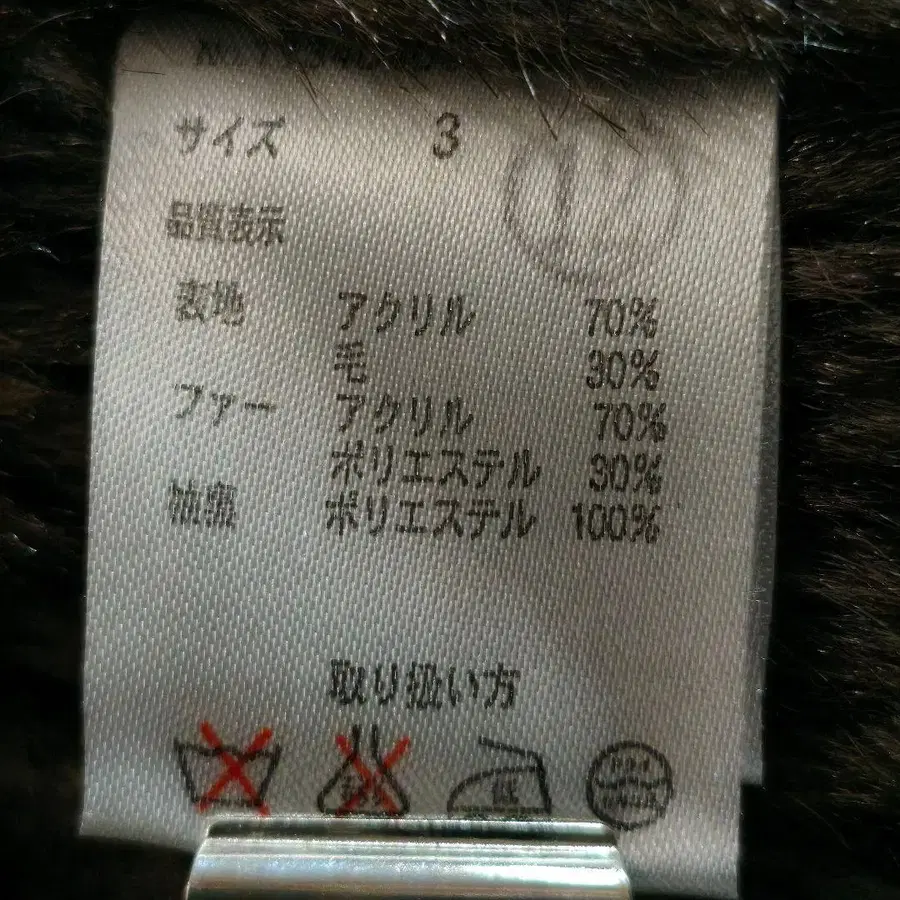 サイズ 3
品質表示
表地 アクリル 70%
毛 30%
ファー アクリル 70%
ポリエステル 30%
袖裏 ポリエステル 100%
取り扱い方
低